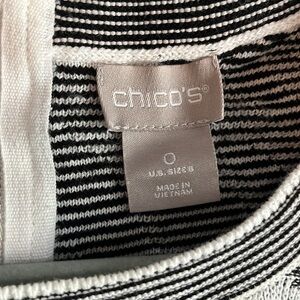 chico's®
0
U.S. SIZE 6
MADE IN
VIETNAM